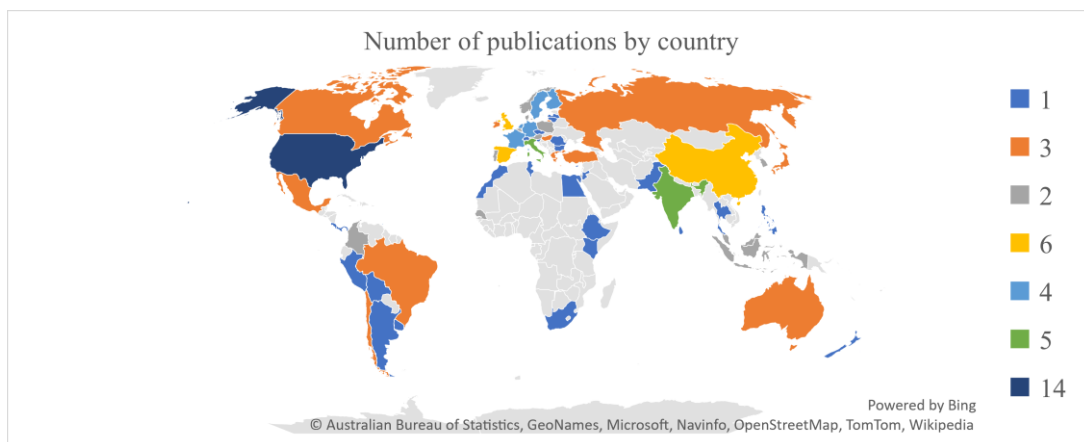 Number of publications by country
1
3
2
6
4
5
14
Powered by Bing
© Australian Bureau of Statistics, GeoNames, Microsoft, Navinfo, OpenStreetMap, TomTom, Wikipedia